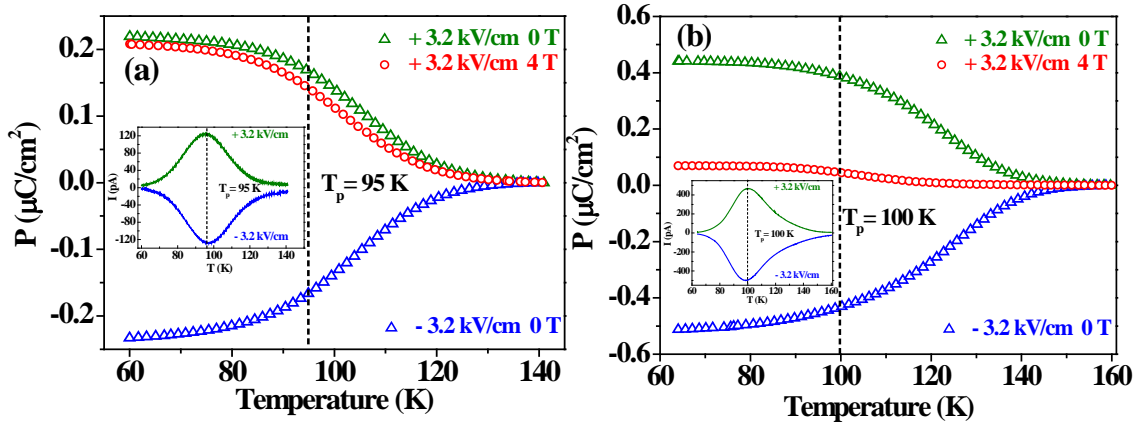 (a)
+ 3.2 kV/cm 0 T
+ 3.2 kV/cm 4 T
- 3.2 kV/cm 0 T
T_p = 95 K
P (μC/cm²)
0.2
0.1
0.0
-0.1
-0.2
60 80 100 120 140
Temperature (K)
+ 3.2 kV/cm
- 3.2 kV/cm
T_p = 95 K
I (pA)
120
80
40
0
-40
-80
-120
60 80 100 120 140
T (K)
(b)
+ 3.2 kV/cm 0 T
+ 3.2 kV/cm 4 T
- 3.2 kV/cm 0 T
T_p = 100 K
P (μC/cm²)
0.6
0.4
0.2
0.0
-0.2
-0.4
-0.6
60 80 100 120 140 160
Temperature (K)
+ 3.2 kV/cm
- 3.2 kV/cm
T_p = 100 K
I (pA)
400
200
0
-200
-400
60 80 100 120 140 160
T (K)